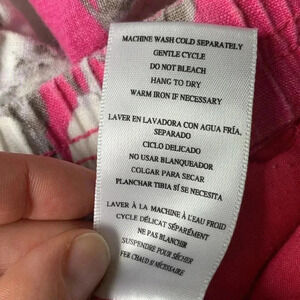 MACHINE WASH COLD SEPARATELY
GENTLE CYCLE
DO NOT BLEACH
HANG TO DRY
WARM IRON IF NECESSARY
LAVER EN LAVADORA CON AGUA FRÍA.
SEPARADO
CICLO DELICADO
NO USAR BLANQUEADOR
COLGAR PARA SECAR
PLANCHAR TIBIA SÍ SE NECESITA
LAVER À LA MACHINE À L'EAU FROID
CYCLE DÉLICAT SÉPARÉMENT
NE PAS BLANCHIR
SUSPENDRE POUR SÉCHER
FER CHAUD SI NÉCESSAIRE